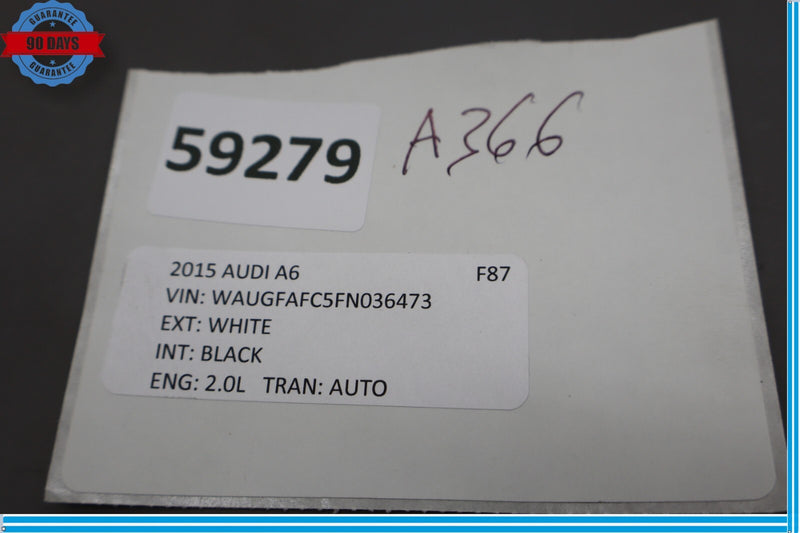 GUARANTEE
90 DAYS
GUARANTEE
59279
A366
2015 AUDI A6 F87
VIN: WAUGFAFC5FN036473
EXT: WHITE
INT: BLACK
ENG: 2.0L TRAN: AUTO